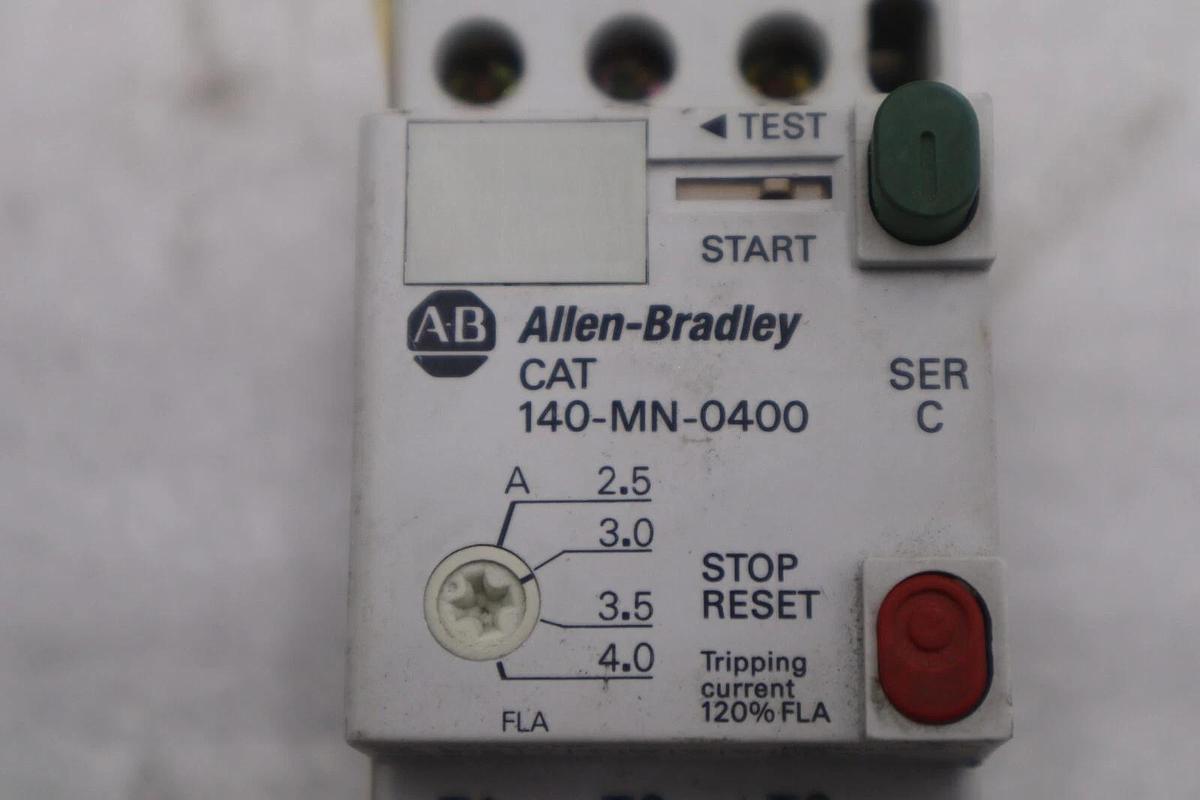 ◀ TEST
START
A-B Allen-Bradley
CAT
140-MN-0400
SER
C
A 2.5
3.0
3.5
4.0
FLA
STOP
RESET
Tripping
current
120% FLA